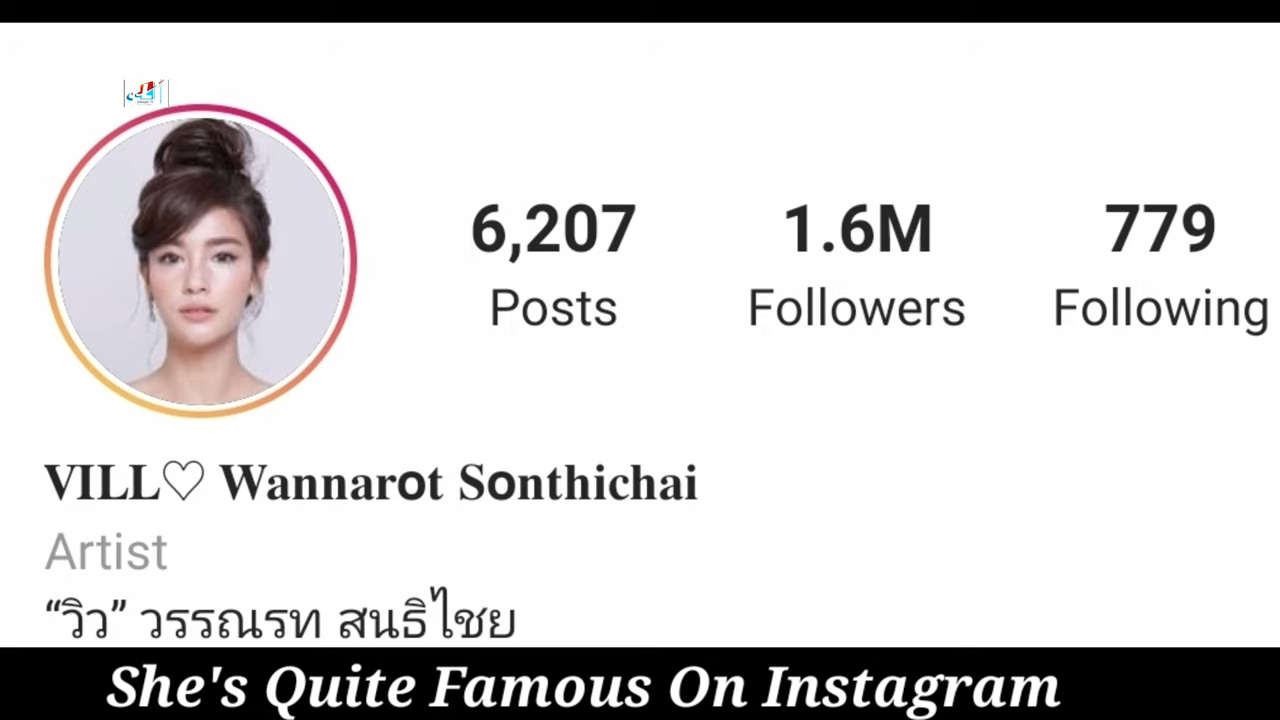 6,207 1.6M 779
Posts Followers Following
VILL♡ Wannarot Sonthichai
Artist
“วิว” วรรณรท สนธิไชย
She's Quite Famous On Instagram